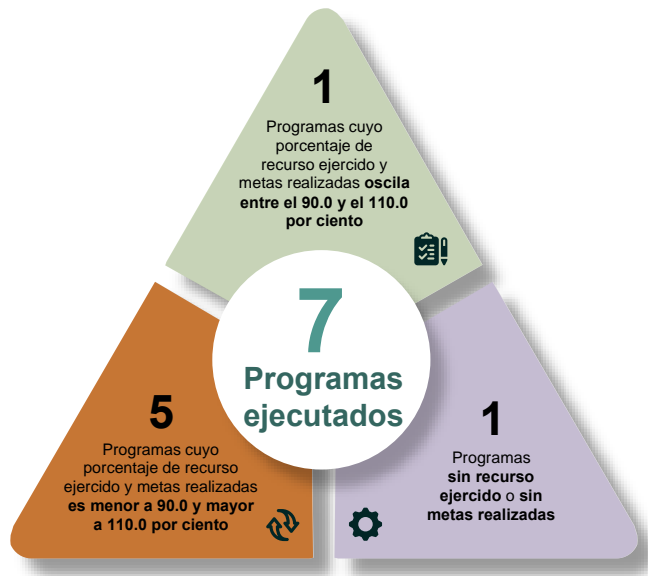 1
Programas cuyo
porcentaje de
recurso ejercido y
metas realizadas oscila
entre el 90.0 y el 110.0
por ciento
7
Programas
ejecutados
5
Programas cuyo
porcentaje de recurso
ejercido y metas realizadas
es menor a 90.0 y mayor
a 110.0 por ciento
1
Programas
sin recurso
ejercido o sin
metas realizadas